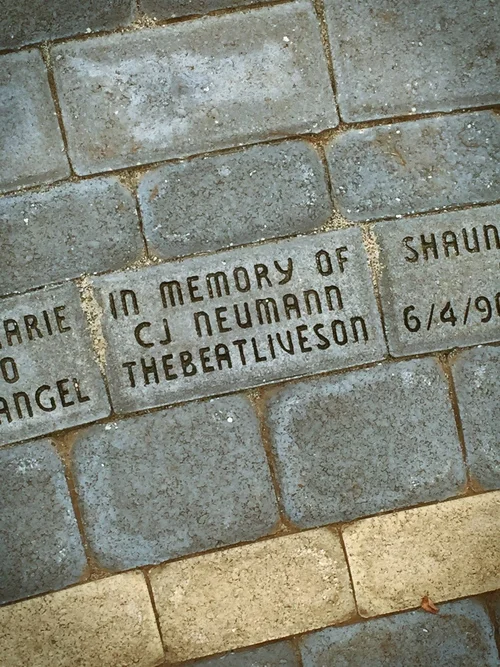 IN MEMORY OF
CJ NEUMANN
THEBEATLIVESON
SHAUN
6/4/9
ARIE
O
ANGEL